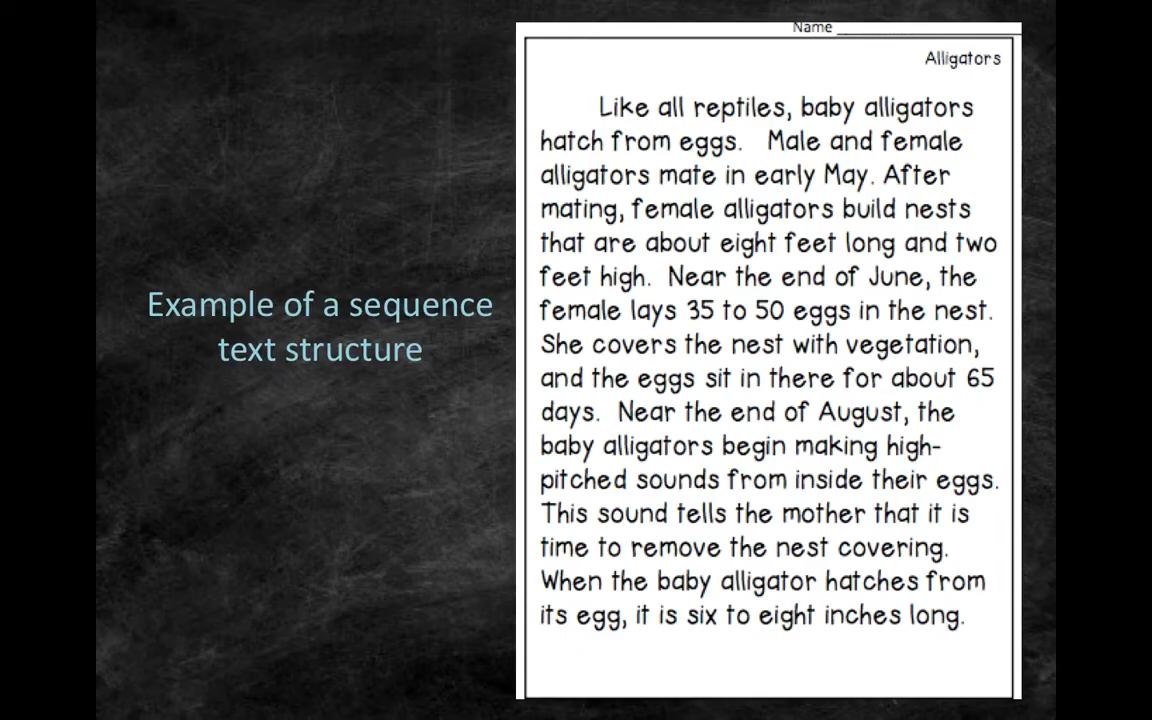 Example of a sequence
text structure
Name
Alligators
Like all reptiles, baby alligators
hatch from eggs. Male and female
alligators mate in early May. After
mating, female alligators build nests
that are about eight feet long and two
feet high. Near the end of June, the
female lays 35 to 50 eggs in the nest.
She covers the nest with vegetation,
and the eggs sit in there for about 65
days. Near the end of August, the
baby alligators begin making high-
pitched sounds from inside their eggs.
This sound tells the mother that it is
time to remove the nest covering.
When the baby alligator hatches from
its egg, it is six to eight inches long.